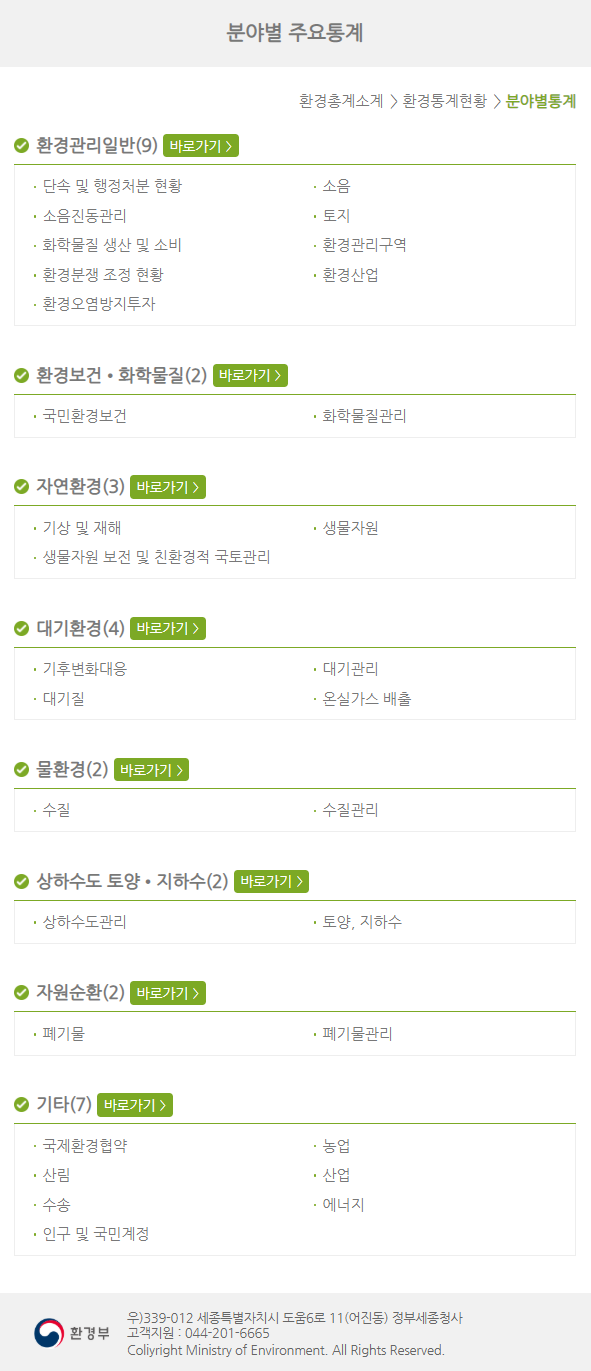 분야별 주요통계
환경총계소계 > 환경통계현황 > 분야별통계
환경관리일반(9) 바로가기 >
· 단속 및 행정처분 현황 · 소음
· 소음진동관리 · 토지
· 화학물질 생산 및 소비 · 환경관리구역
· 환경분쟁 조정 현황 · 환경산업
· 환경오염방지투자
환경보건 • 화학물질(2) 바로가기 >
· 국민환경보건 · 화학물질관리
자연환경(3) 바로가기 >
· 기상 및 재해 · 생물자원
· 생물자원 보전 및 친환경적 국토관리
대기환경(4) 바로가기 >
· 기후변화대응 · 대기관리
· 대기질 · 온실가스 배출
물환경(2) 바로가기 >
· 수질 · 수질관리
상하수도 토양 • 지하수(2) 바로가기 >
· 상하수도관리 · 토양, 지하수
자원순환(2) 바로가기 >
· 폐기물 · 폐기물관리
기타(7) 바로가기 >
· 국제환경협약 · 농업
· 산림 · 산업
· 수송 · 에너지
· 인구 및 국민계정
환경부
우)339-012 세종특별자치시 도움6로 11(어진동) 정부세종청사
고객지원 : 044-201-6665
Coliyright Ministry of Environment. All Rights Reserved.